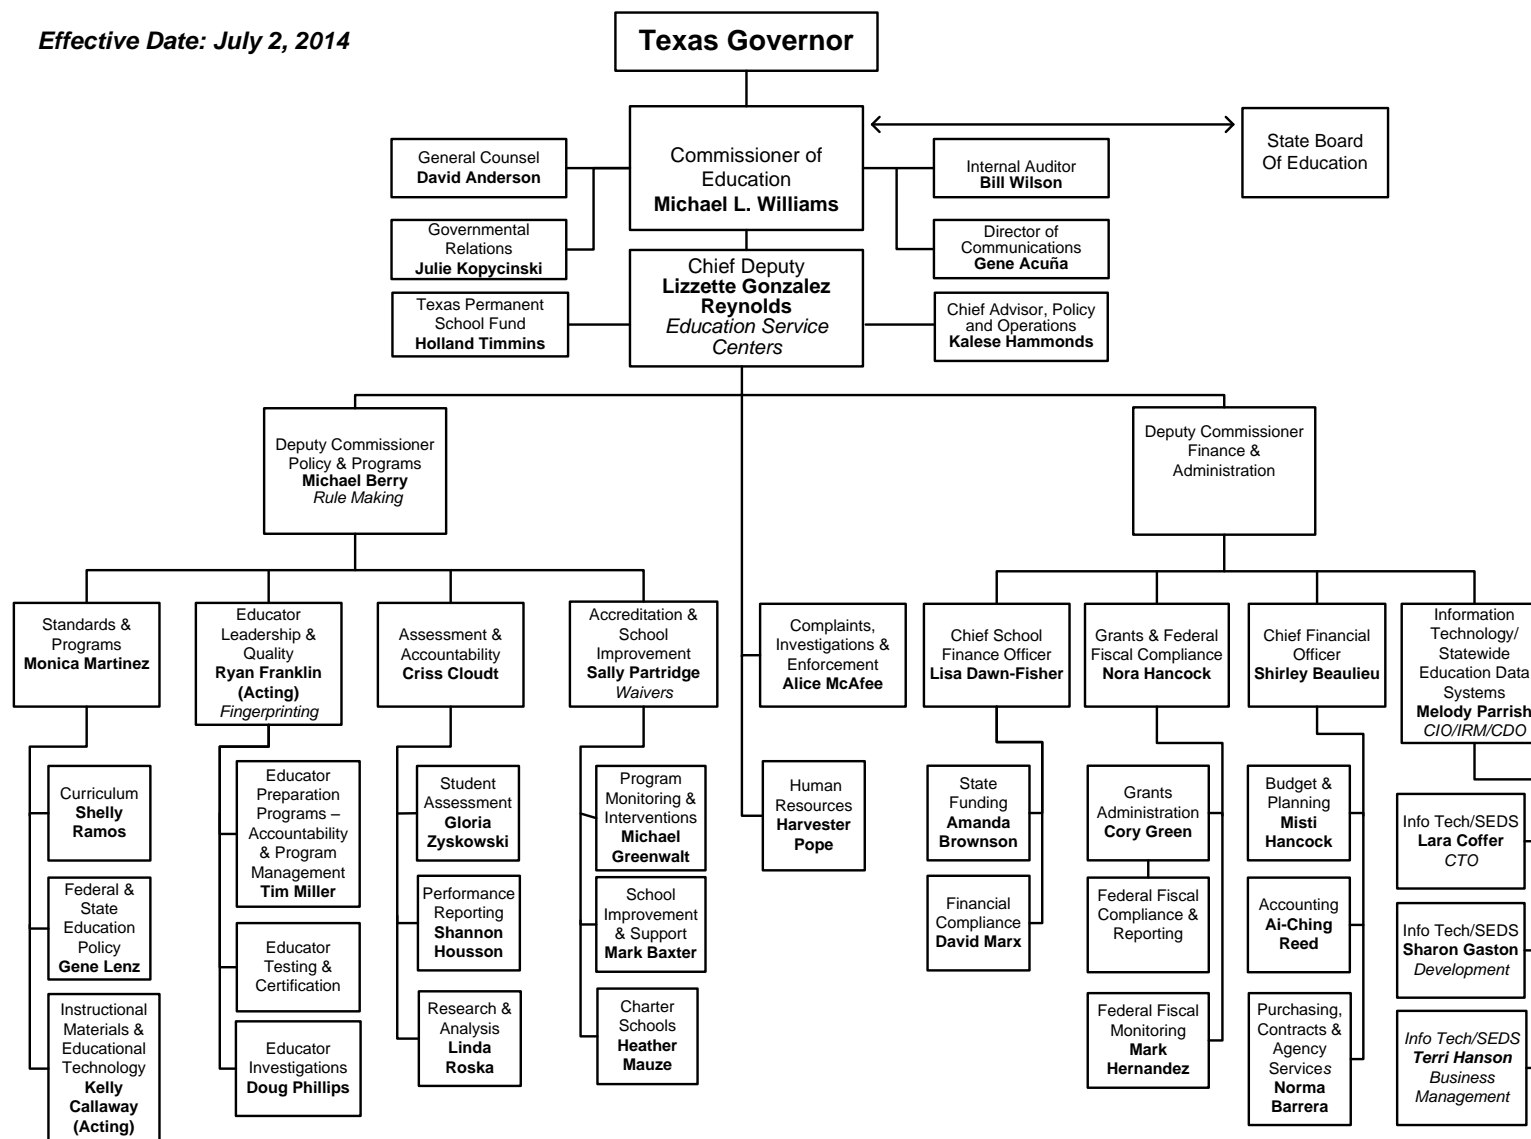 Effective Date: July 2, 2014
Texas Governor
Commissioner of
Education
Michael L. Williams
State Board
Of Education
General Counsel
David Anderson
Internal Auditor
Bill Wilson
Governmental
Relations
Julie Kopycinski
Director of
Communications
Gene Acuña
Chief Deputy
Lizzette Gonzalez
Reynolds
Education Service
Centers
Texas Permanent
School Fund
Holland Timmins
Chief Advisor, Policy
and Operations
Kalese Hammonds
Deputy Commissioner
Policy & Programs
Michael Berry
Rule Making
Deputy Commissioner
Finance &
Administration
Standards &
Programs
Monica Martinez
Educator
Leadership &
Quality
Ryan Franklin
(Acting)
Fingerprinting
Assessment &
Accountability
Criss Cloudt
Accreditation &
School
Improvement
Sally Partridge
Waivers
Complaints,
Investigations &
Enforcement
Alice McAfee
Chief School
Finance Officer
Lisa Dawn-Fisher
Grants & Federal
Fiscal Compliance
Nora Hancock
Chief Financial
Officer
Shirley Beaulieu
Information
Technology/
Statewide
Education Data
Systems
Melody Parrish
CIO/IRM/CDO
Curriculum
Shelly
Ramos
Educator
Preparation
Programs –
Accountability
& Program
Management
Tim Miller
Student
Assessment
Gloria
Zyskowski
Program
Monitoring &
Interventions
Michael
Greenwalt
Human
Resources
Harvester
Pope
State
Funding
Amanda
Brownson
Grants
Administration
Cory Green
Budget &
Planning
Misti
Hancock
Info Tech/SEDS
Lara Coffer
CTO
Federal &
State
Education
Policy
Gene Lenz
Educator
Testing &
Certification
Performance
Reporting
Shannon
Housson
School
Improvement
& Support
Mark Baxter
Financial
Compliance
David Marx
Federal Fiscal
Compliance &
Reporting
Accounting
Ai-Ching
Reed
Info Tech/SEDS
Sharon Gaston
Development
Instructional
Materials &
Educational
Technology
Kelly
Callaway
(Acting)
Educator
Investigations
Doug Phillips
Research &
Analysis
Linda
Roska
Charter
Schools
Heather
Mauze
Federal Fiscal
Monitoring
Mark
Hernandez
Purchasing,
Contracts &
Agency
Services
Norma
Barrera
Info Tech/SEDS
Terri Hanson
Business
Management